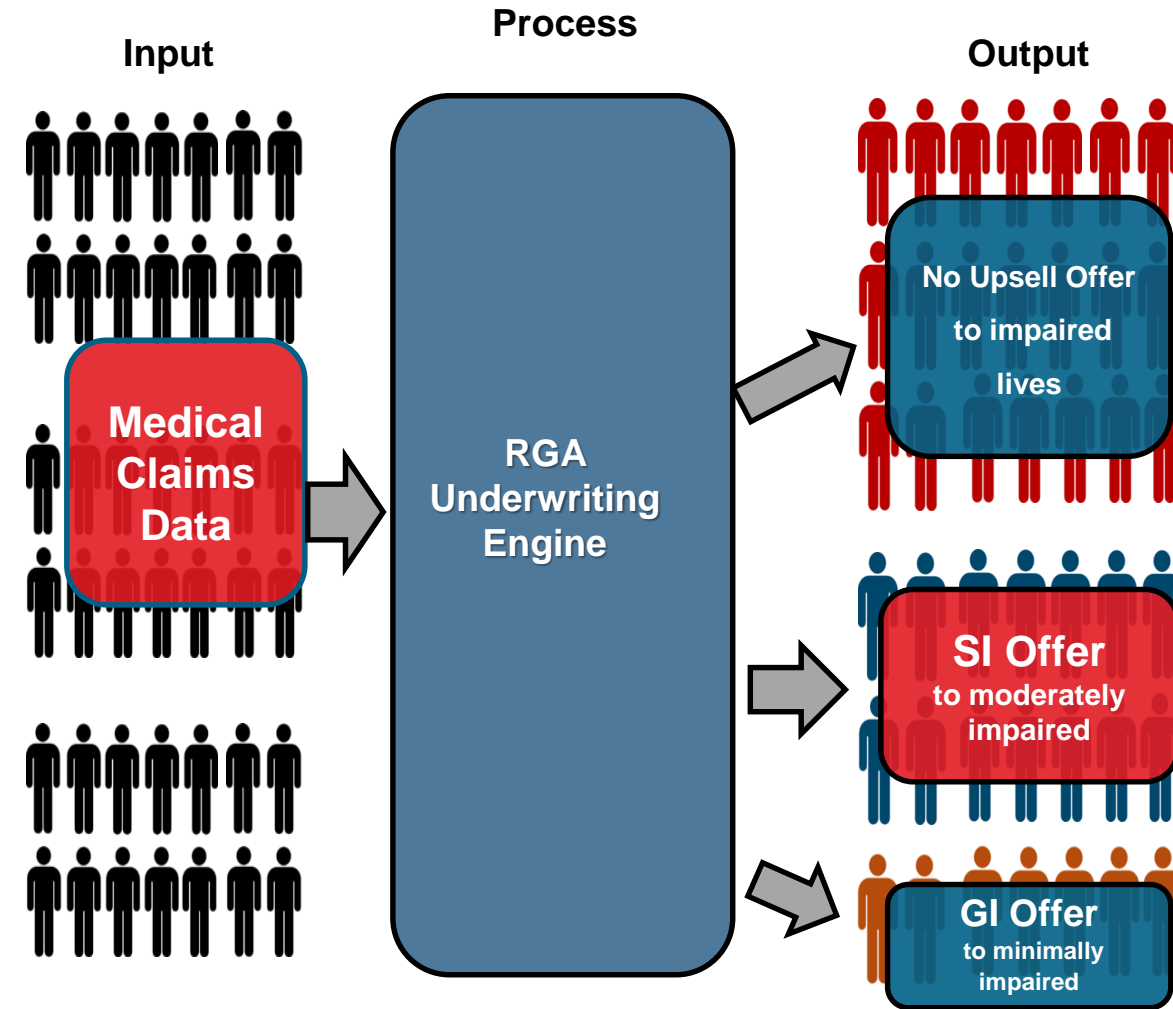 Input
Process
Output
Medical
Claims
Data
RGA
Underwriting
Engine
No Upsell Offer
to impaired
lives
SI Offer
to moderately
impaired
GI Offer
to minimally
impaired